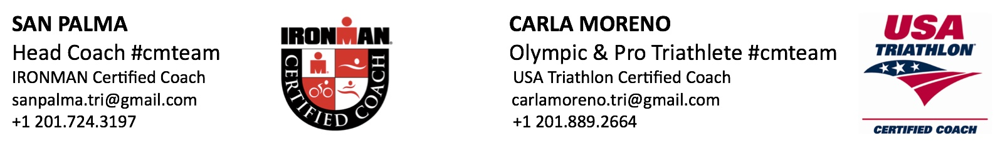 SAN PALMA
Head Coach #cmteam
IRONMAN Certified Coach
sanpalma.tri@gmail.com
+1 201.724.3197
IRONMAN®
M
CERTIFIED COACH
CARLA MORENO
Olympic & Pro Triathlete #cmteam
USA Triathlon Certified Coach
carlamoreno.tri@gmail.com
+1 201.889.2664
USA
TRIATHLON
CERTIFIED COACH